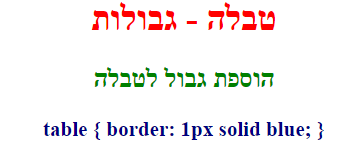 טבלה - גבולות
הוספת גבול לטבלה
table { border: 1px solid blue; }